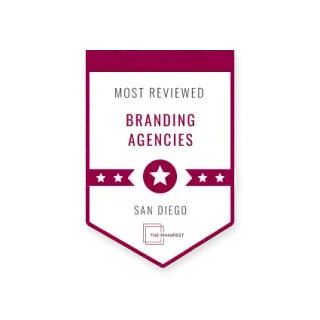 MOST REVIEWED
BRANDING
AGENCIES
SAN DIEGO
THE MANIFEST